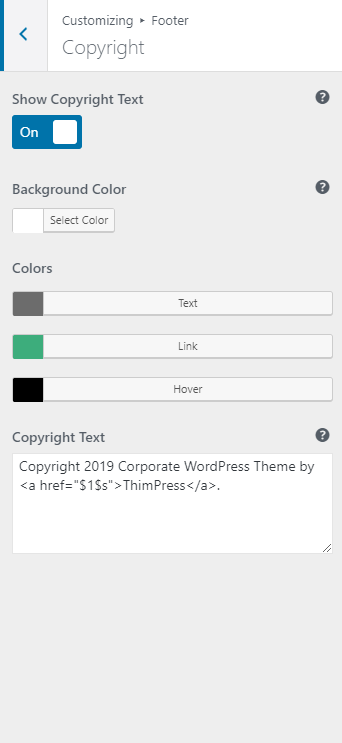 Customizing ▸ Footer
Copyright
Show Copyright Text
On
Background Color
Select Color
Colors
Text
Link
Hover
Copyright Text
Copyright 2019 Corporate WordPress Theme by
<a href="$1$s">ThimPress</a>.